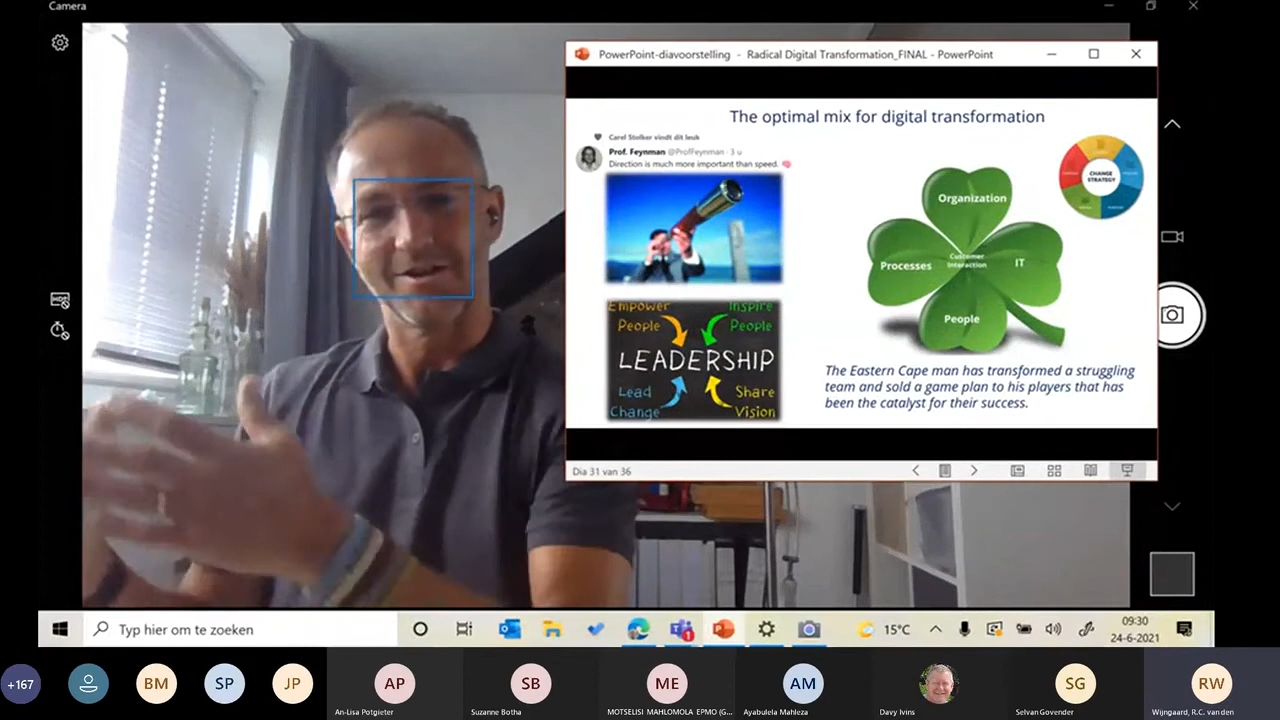 Camera
PowerPoint-diavoorstelling - Radical Digital Transformation_FINAL - PowerPoint
The optimal mix for digital transformation
Carel Stolker vindt dit leuk
Prof. Feynman @ProfFeynman · 3 u
Direction is much more important than speed.
CHANGE
STRATEGY
Organization
Processes
Customer
Interaction
IT
People
Empower
People
Inspire
People
LEADERSHIP
Lead
Change
Share
Vision
The Eastern Cape man has transformed a struggling
team and sold a game plan to his players that has
been the catalyst for their success.
Dia 31 van 36
HDR
Typ hier om te zoeken
1
15°C
09:30
24-6-2021
+167
BM
SP
JP
AP
An-Lisa Potgieter
SB
Suzanne Botha
ME
MOTSELISI MAHLOMOLA EPMO (G...
AM
Ayabulela Mahleza
Davy Ivins
SG
Selvan Govender
RW
Wijngaard, R.C. van den